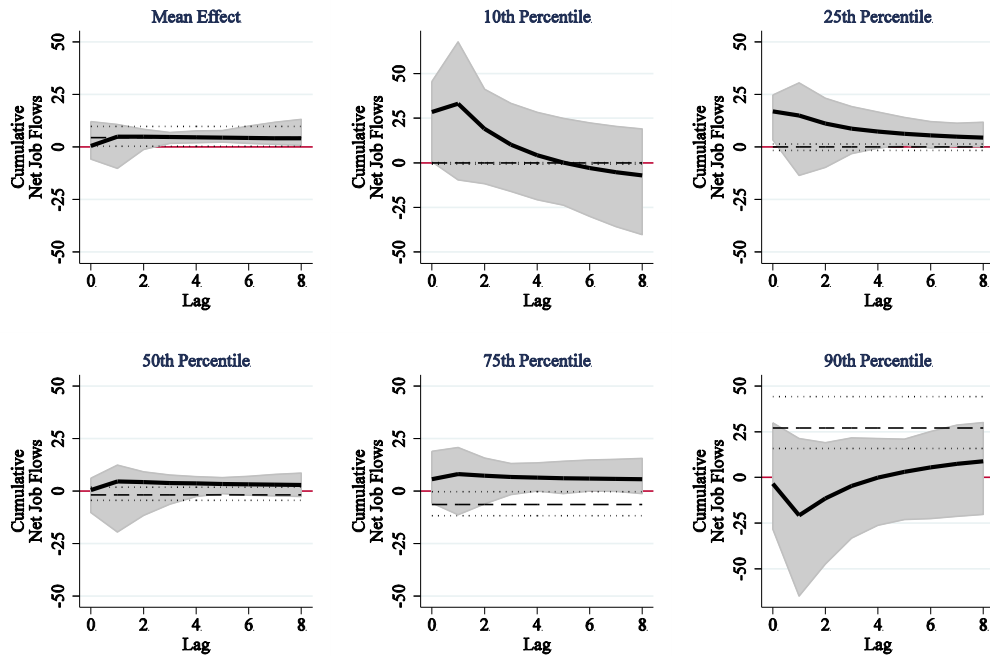 Mean Effect
10th Percentile
25th Percentile
Cumulative
Net Job Flows
50
25
0
-25
-50
0 2 4 6 8
Lag
Cumulative
Net Job Flows
50
25
0
-25
-50
0 2 4 6 8
Lag
Cumulative
Net Job Flows
50
25
0
-25
-50
0 2 4 6 8
Lag
50th Percentile
75th Percentile
90th Percentile
Cumulative
Net Job Flows
50
25
0
-25
-50
0 2 4 6 8
Lag
Cumulative
Net Job Flows
50
25
0
-25
-50
0 2 4 6 8
Lag
Cumulative
Net Job Flows
50
25
0
-25
-50
0 2 4 6 8
Lag